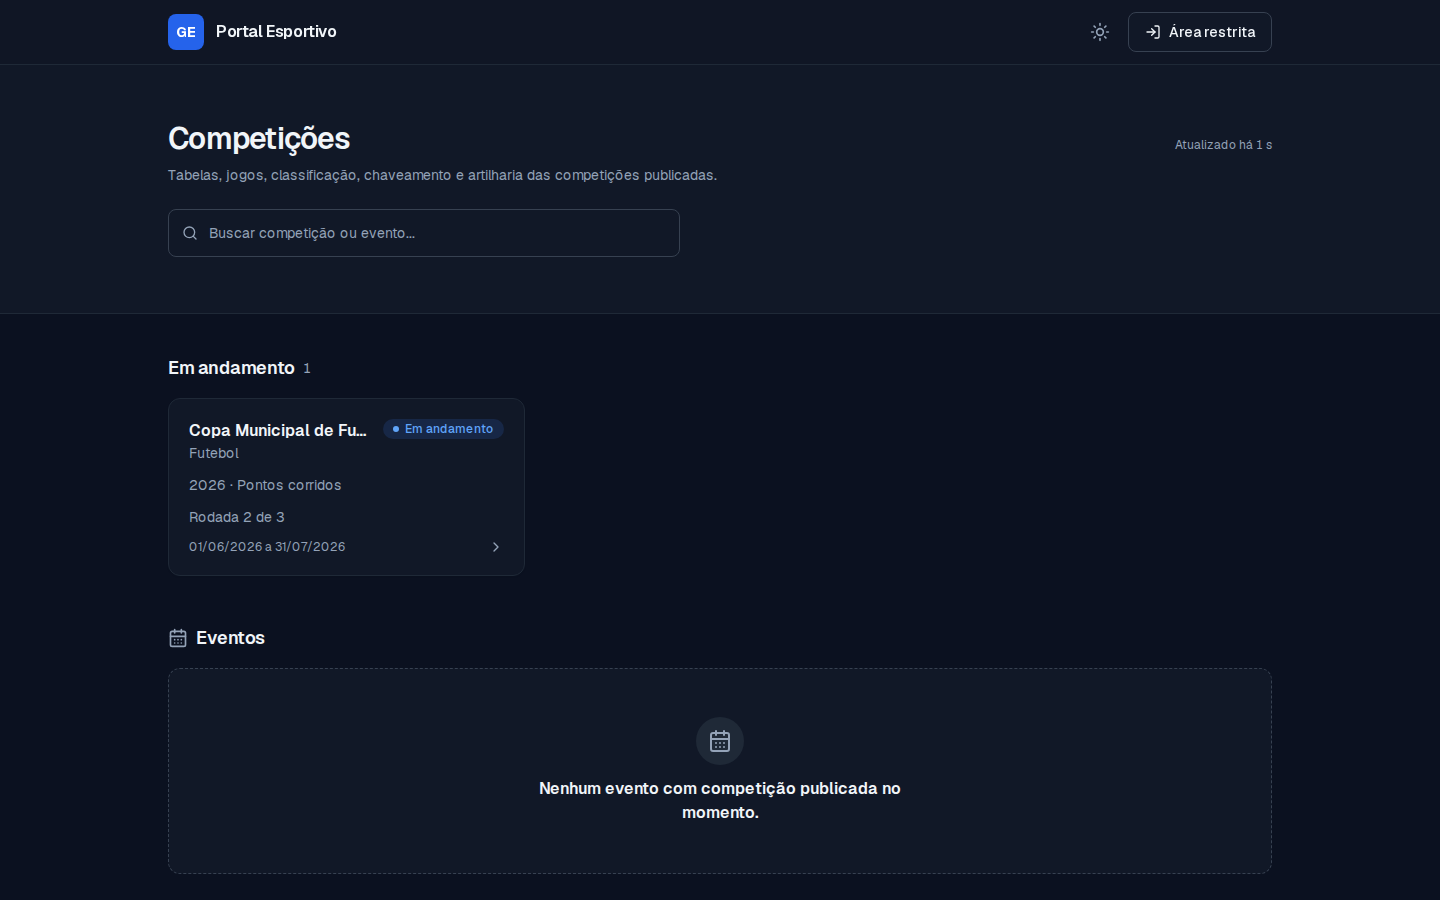 GE
Portal Esportivo
Área restrita
Competições
Atualizado há 1 s
Tabelas, jogos, classificação, chaveamento e artilharia das competições publicadas.
Buscar competição ou evento...
Em andamento 1
Copa Municipal de Fu...
Em andamento
Futebol
2026 · Pontos corridos
Rodada 2 de 3
01/06/2026 a 31/07/2026
Eventos
Nenhum evento com competição publicada no
momento.